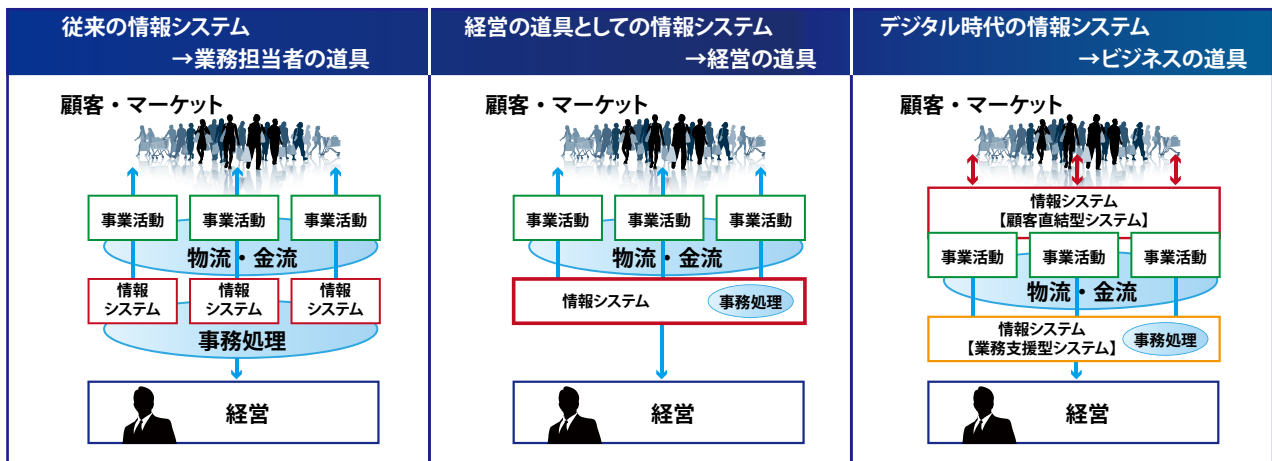 従来の情報システム
→業務担当者の道具
顧客・マーケット
事業活動
事業活動
事業活動
物流・金流
情報
システム
情報
システム
情報
システム
事務処理
経営
経営の道具としての情報システム
→経営の道具
顧客・マーケット
事業活動
事業活動
事業活動
物流・金流
情報システム
事務処理
経営
デジタル時代の情報システム
→ビジネスの道具
顧客・マーケット
情報システム
【顧客直結型システム】
事業活動
事業活動
事業活動
物流・金流
情報システム
【業務支援型システム】
事務処理
経営